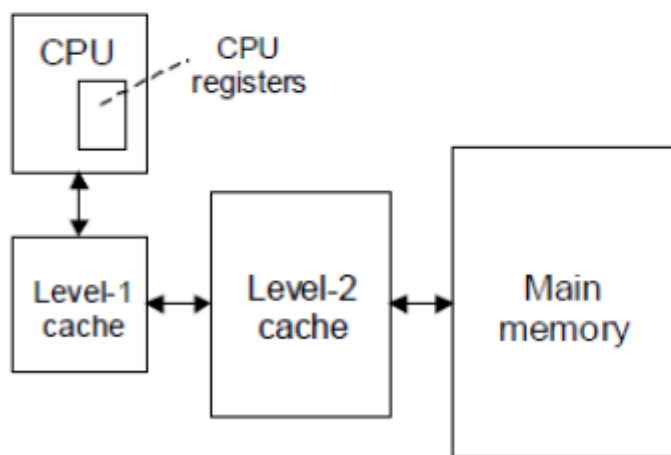 CPU
CPU
registers
Level-1
cache
Level-2
cache
Main
memory